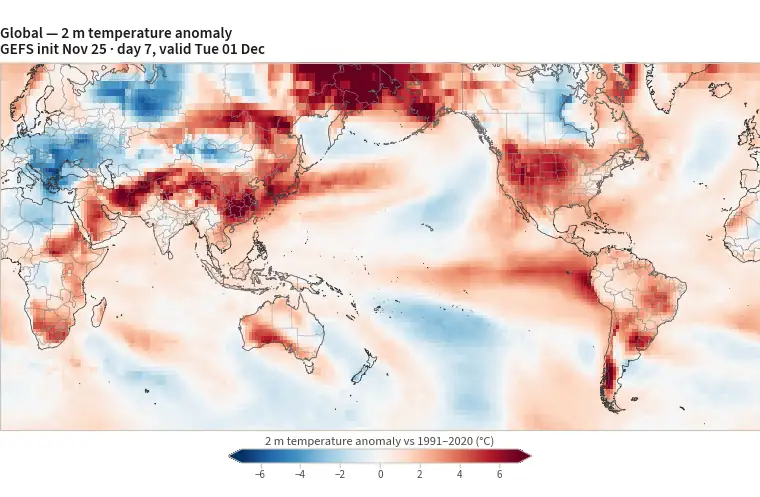 Global — 2 m temperature anomaly
GEFS init Nov 25 · day 7, valid Tue 01 Dec
2 m temperature anomaly vs 1991–2020 (°C)
−6 −4 −2 0 2 4 6